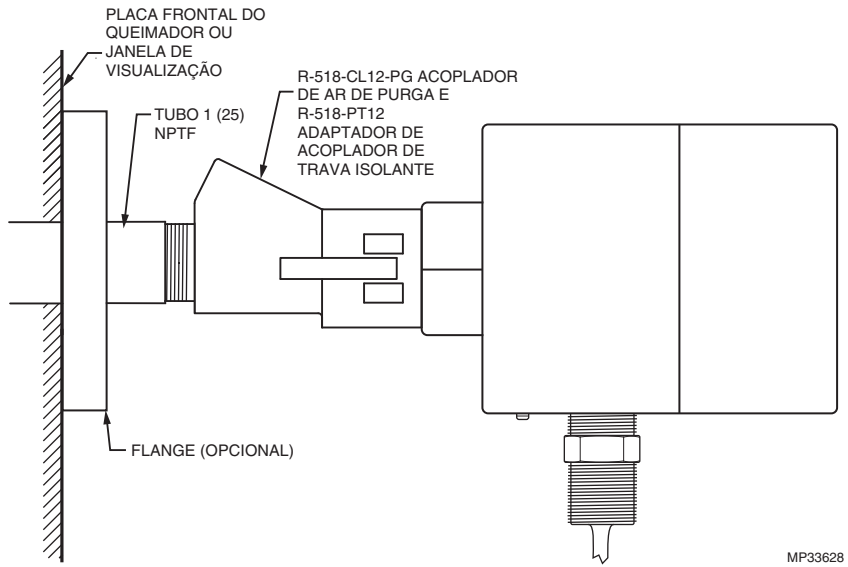 PLACA FRONTAL DO
QUEIMADOR OU
JANELA DE
VISUALIZAÇÃO
R-518-CL12-PG ACOPLADOR
DE AR DE PURGA E
R-518-PT12
ADAPTADOR DE
ACOPLADOR DE
TRAVA ISOLANTE
TUBO 1 (25)
NPTF
FLANGE (OPCIONAL)
MP33628